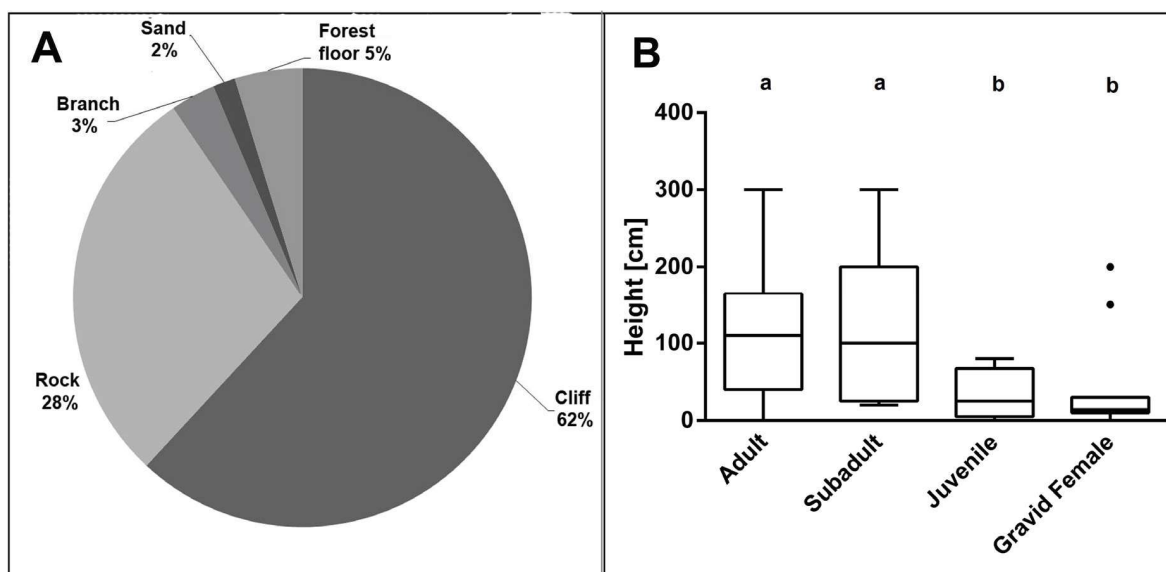 A
Sand
2%
Forest
floor 5%
Branch
3%
Rock
28%
Cliff
62%
B
a a b b
400
300
200
100
0
Height [cm]
Adult
Subadult
Juvenile
Gravid Female